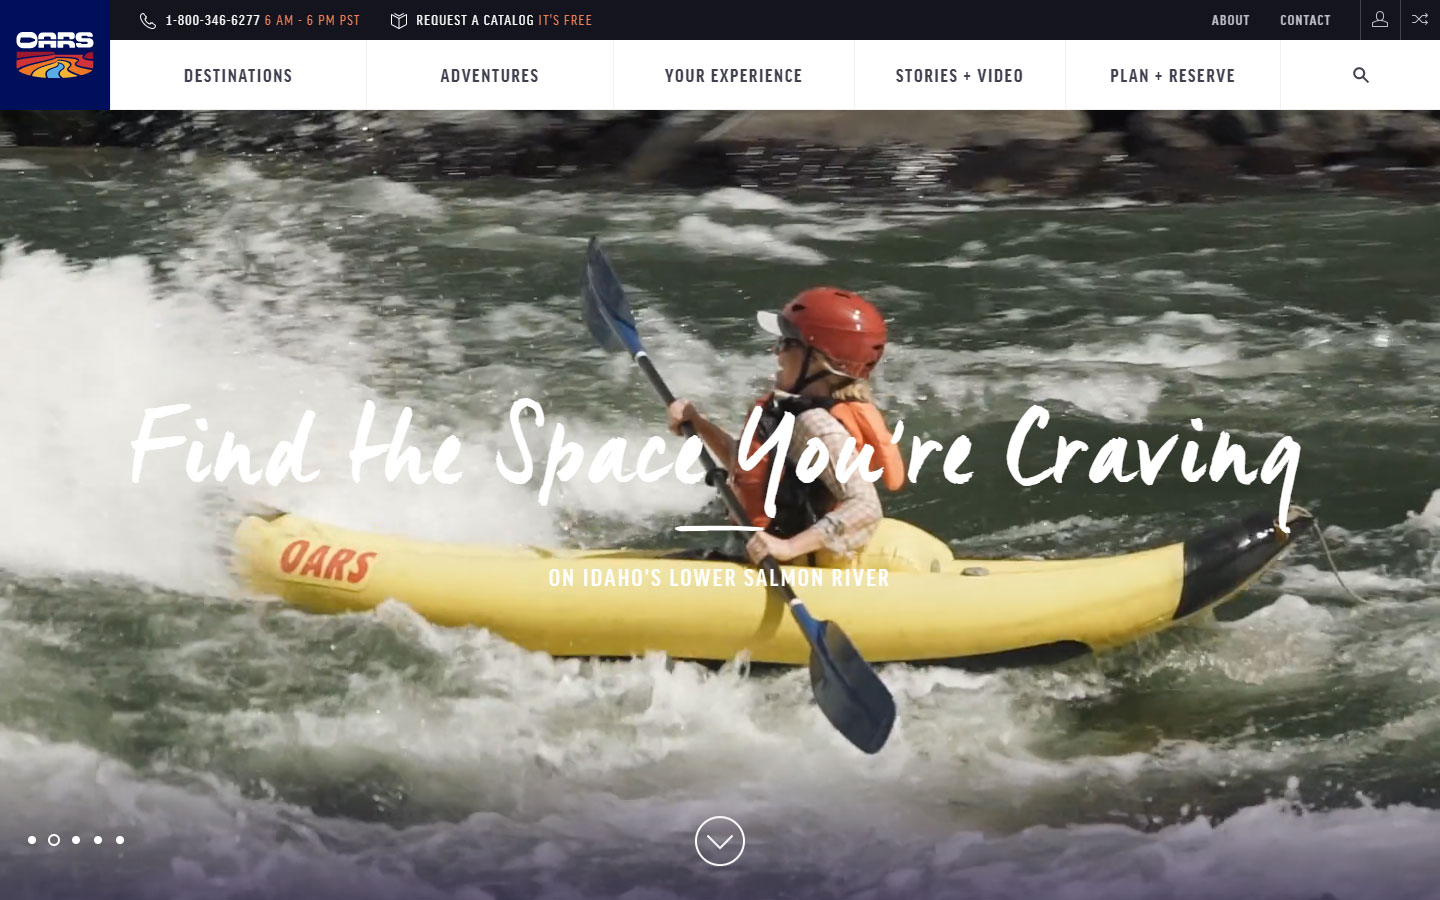 OARS
1-800-346-6277 6 AM - 6 PM PST
REQUEST A CATALOG IT'S FREE
ABOUT
CONTACT
DESTINATIONS
ADVENTURES
YOUR EXPERIENCE
STORIES + VIDEO
PLAN + RESERVE
Find the Space You're Craving
OARS
ON IDAHO'S LOWER SALMON RIVER